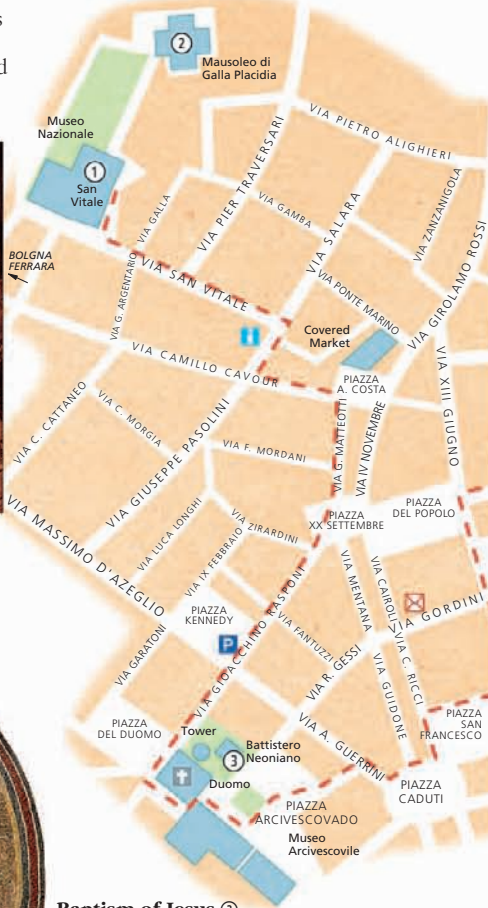 s
d
②
Mausoleo di
Galla Placidia
Museo
Nazionale
①
San
Vitale
VIA PIETRO ALIGHIERI
VIA PIER TRAVERSARI
VIA GALLA
VIA GAMBA
VIA SALARA
VIA ZANZANIGOLA
VIA GIROLAMO ROSSI
BOLGNA
FERRARA
VIA G. ARGENTARIO
VIA SAN VITALE
VIA PONTE MARINO
Covered
Market
VIA CAMILLO CAVOUR
PIAZZA
A. COSTA
VIA XIII GIUGNO
VIA C. CATTANEO
VIA C. MORGIA
VIA GIUSEPPE PASOLINI
VIA F. MORDANI
VIA G. MATTEOTTI
VIA IV NOVEMBRE
VIA MASSIMO D'AZEGLIO
VIA LUCA LONGHI
VIA IX FEBBRAIO
VIA ZIRARDINI
PIAZZA
XX SETTEMBRE
PIAZZA
DEL POPOLO
PIAZZA
KENNEDY
P
VIA GIOACCHINO RASPONI
VIA FANTUZZI
VIA MENTANA
VIA CAIROLI
VIA GORDINI
VIA GARATONI
VIA R. GESSI
VIA GUIDONE
VIA C. RICCI
PIAZZA
DEL DUOMO
Tower
Battistero
Neoniano
③
Duomo
VIA A. GUERRINI
PIAZZA
SAN
FRANCESCO
PIAZZA
CADUTI
PIAZZA
ARCIVESCOVADO
Museo
Arcivescovile
Baptism of Jesus ③